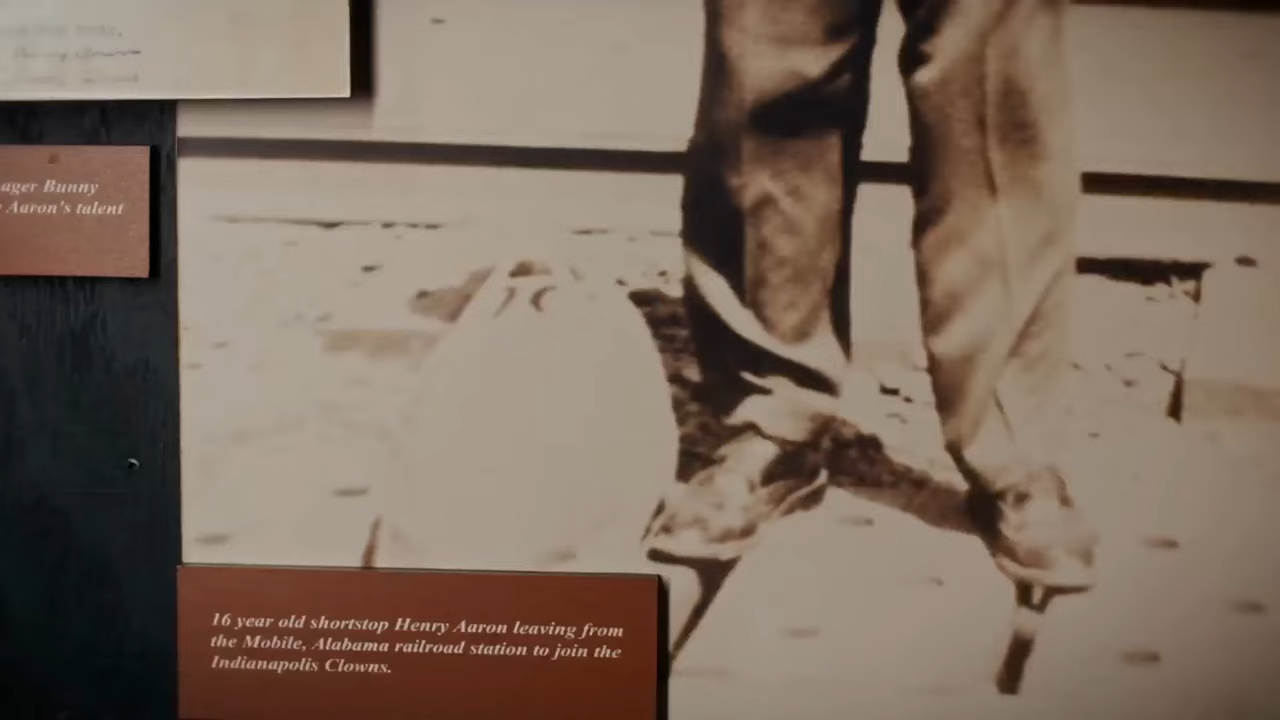 ager Bunny
Aaron's talent
16 year old shortstop Henry Aaron leaving from
the Mobile, Alabama railroad station to join the
Indianapolis Clowns.